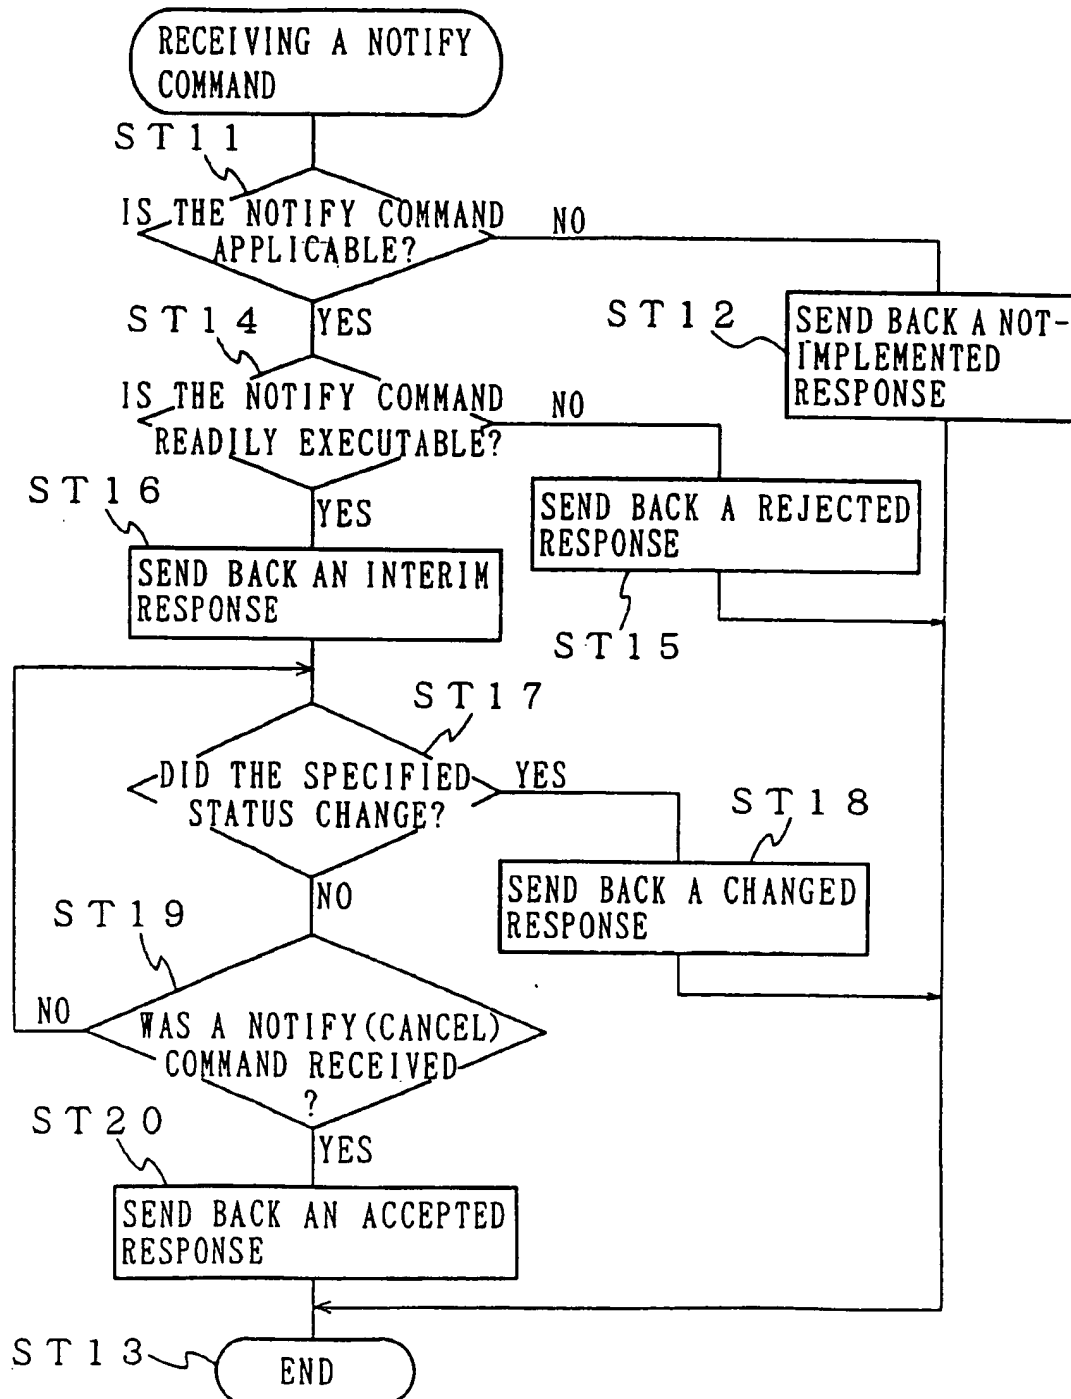 RECEIVING A NOTIFY
COMMAND
ST11
IS THE NOTIFY COMMAND
APPLICABLE?
NO
YES
ST12
SEND BACK A NOT-
IMPLEMENTED
RESPONSE
ST14
IS THE NOTIFY COMMAND
READILY EXECUTABLE?
NO
YES
SEND BACK A REJECTED
RESPONSE
ST15
ST16
SEND BACK AN INTERIM
RESPONSE
ST17
DID THE SPECIFIED
STATUS CHANGE?
YES
NO
ST18
SEND BACK A CHANGED
RESPONSE
ST19
NO
WAS A NOTIFY(CANCEL)
COMMAND RECEIVED
?
YES
ST20
SEND BACK AN ACCEPTED
RESPONSE
ST13
END